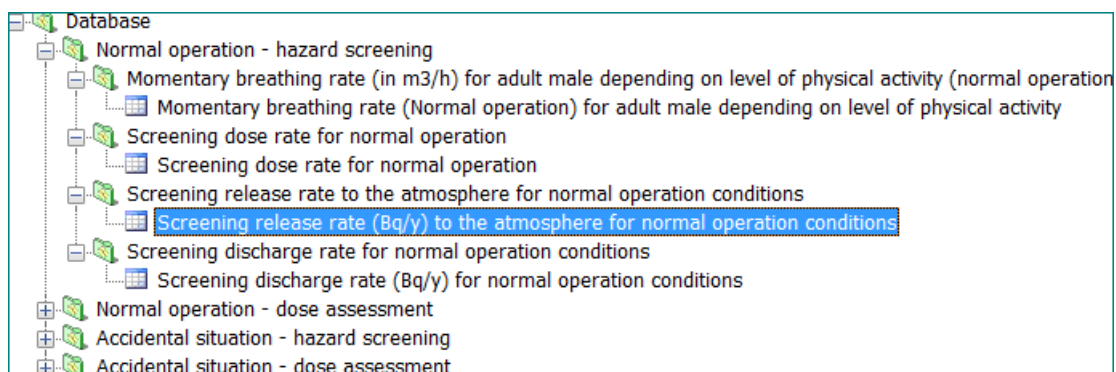 Database
Normal operation - hazard screening
Momentary breathing rate (in m3/h) for adult male depending on level of physical activity (normal operation
Momentary breathing rate (Normal operation) for adult male depending on level of physical activity
Screening dose rate for normal operation
Screening dose rate for normal operation
Screening release rate to the atmosphere for normal operation conditions
Screening release rate (Bq/y) to the atmosphere for normal operation conditions
Screening discharge rate for normal operation conditions
Screening discharge rate (Bq/y) for normal operation conditions
Normal operation - dose assessment
Accidental situation - hazard screening
Accidental situation - dose assessment